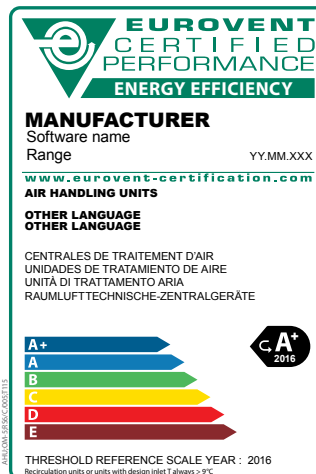 EUROVENT
CERTIFIED
PERFORMANCE
ENERGY EFFICIENCY
MANUFACTURER
Software name
Range YY.MM.XXX
www.eurovent-certification.com
AIR HANDLING UNITS
OTHER LANGUAGE
OTHER LANGUAGE
CENTRALES DE TRAITEMENT D'AIR
UNIDADES DE TRATAMIENTO DE AIRE
UNITÀ DI TRATTAMENTO ARIA
RAUMLUFTTECHNISCHE-ZENTRALGERÄTE
A+
A
B
C
D
E
A+
2016
THRESHOLD REFERENCE SCALE YEAR : 2016
Recirculation units or units with design inlet T always > 9°C